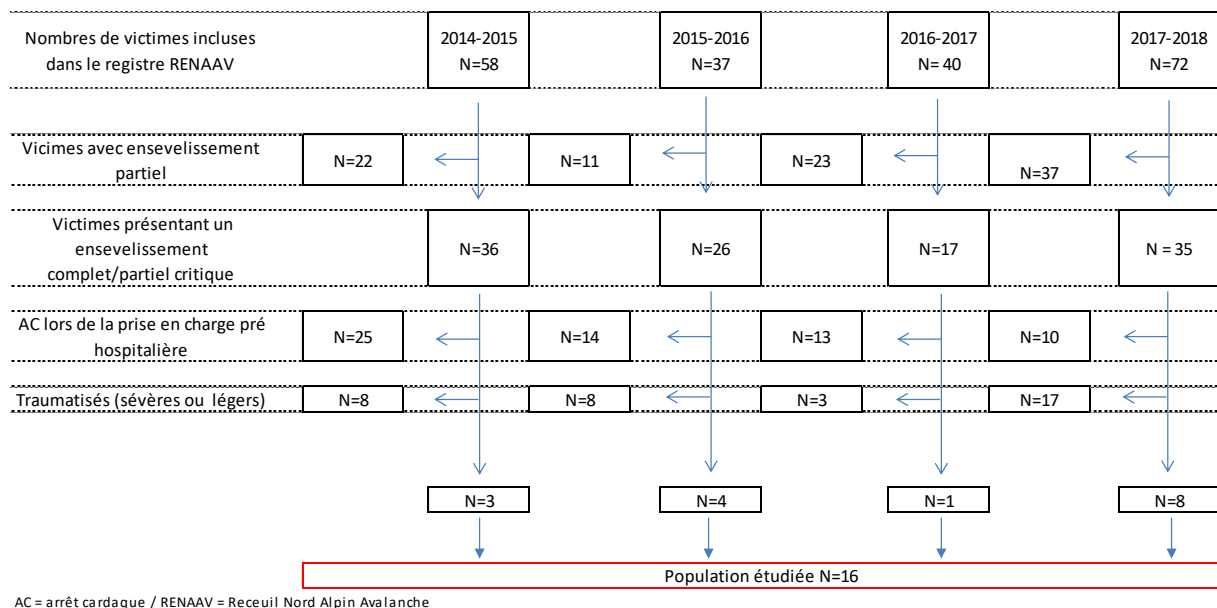 Nombres de victimes incluses
dans le registre RENAAV
2014-2015
N=58
2015-2016
N=37
2016-2017
N= 40
2017-2018
N=72
Vicimes avec ensevelissement
partiel
N=22
N=11
N=23
N=37
Victimes présentant un
ensevelissement
complet/partiel critique
N=36
N=26
N=17
N = 35
AC lors de la prise en charge pré
hospitalière
N=25
N=14
N=13
N=10
Traumatisés (sévères ou légers)
N=8
N=8
N=3
N=17
N=3
N=4
N=1
N=8
Population étudiée N=16
AC = arrêt cardaque / RENAAV = Receuil Nord Alpin Avalanche